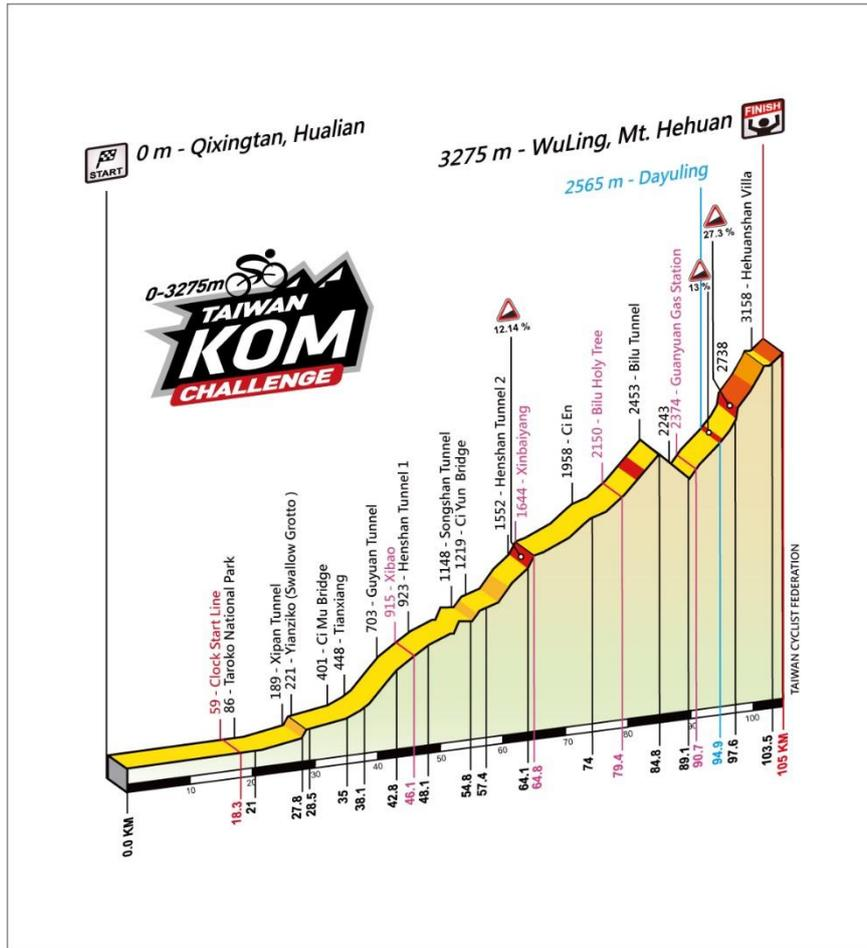 START
0 m - Qixingtan, Hualian
3275 m - WuLing, Mt. Hehuan
FINISH
2565 m - Dayuling
0-3275m
TAIWAN
KOM
CHALLENGE
12.14 %
13 %
27.3 %
59 - Clock Start Line
86 - Taroko National Park
189 - Xipan Tunnel
221 - Yianziko (Swallow Grotto )
401 - Ci Mu Bridge
448 - Tianxiang
703 - Guyuan Tunnel
915 - Xibao
923 - Henshan Tunnel 1
1148 - Songshan Tunnel
1219 - Ci Yun Bridge
1552 - Henshan Tunnel 2
1644 - Xinbaiyang
1958 - Ci En
2150 - Bilu Holy Tree
2453 - Bilu Tunnel
2243
2374 - Guanyuan Gas Station
2738
3158 - Hehuanshan Villa
TAIWAN CYCLIST FEDERATION
10
20
30
40
50
60
70
80
90
100
0.0 KM
18.3
21
27.8
28.5
35
38.1
42.8
46.1
48.1
54.8
57.4
64.1
64.8
74
79.4
84.8
89.1
90.7
94.9
97.6
103.5
105 KM